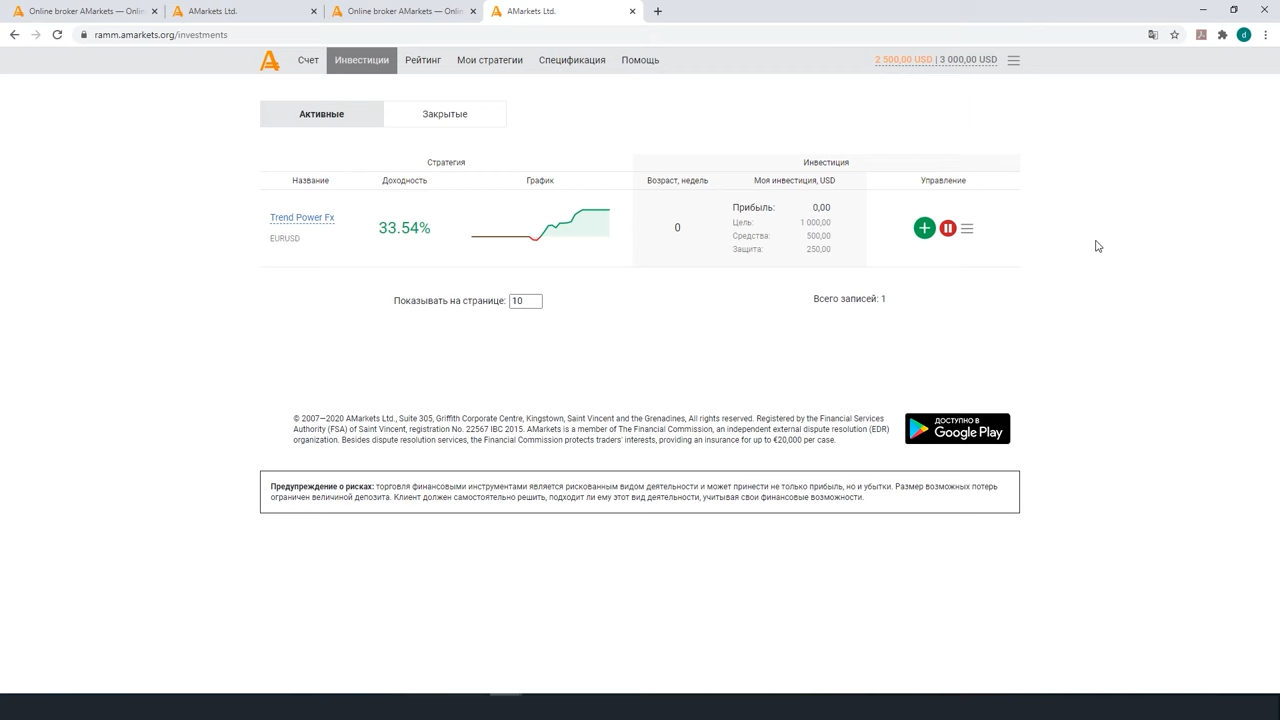 Online broker AMarkets — Onlin
AMarkets Ltd.
Online broker AMarkets — Onlin
AMarkets Ltd.
ramm.amarkets.org/investments
d
Счет
Инвестиции
Рейтинг
Мои стратегии
Спецификация
Помощь
2 500,00 USD | 3 000,00 USD
Активные
Закрытые
Стратегия
Инвестиция
Название
Доходность
График
Возраст, недель
Моя инвестиция, USD
Управление
Trend Power Fx
EURUSD
33.54%
0
Прибыль: 0,00
Цель: 1 000,00
Средства: 500,00
Защита: 250,00
Показывать на странице: 10
Всего записей: 1
© 2007—2020 AMarkets Ltd., Suite 305, Griffith Corporate Centre, Kingstown, Saint Vincent and the Grenadines, All rights reserved. Registered by the Financial Services
Authority (FSA) of Saint Vincent, registration No. 22567 IBC 2015. AMarkets is a member of The Financial Commission, an independent external dispute resolution (EDR)
organization. Besides dispute resolution services, the Financial Commission protects traders' interests, providing an insurance for up to €20,000 per case.
ДОСТУПНО В
Google Play
Предупреждение о рисках: торговля финансовыми инструментами является рискованным видом деятельности и может принести не только прибыль, но и убытки. Размер возможных потерь
ограничен величиной депозита. Клиент должен самостоятельно решить, подходит ли ему этот вид деятельности, учитывая свои финансовые возможности.